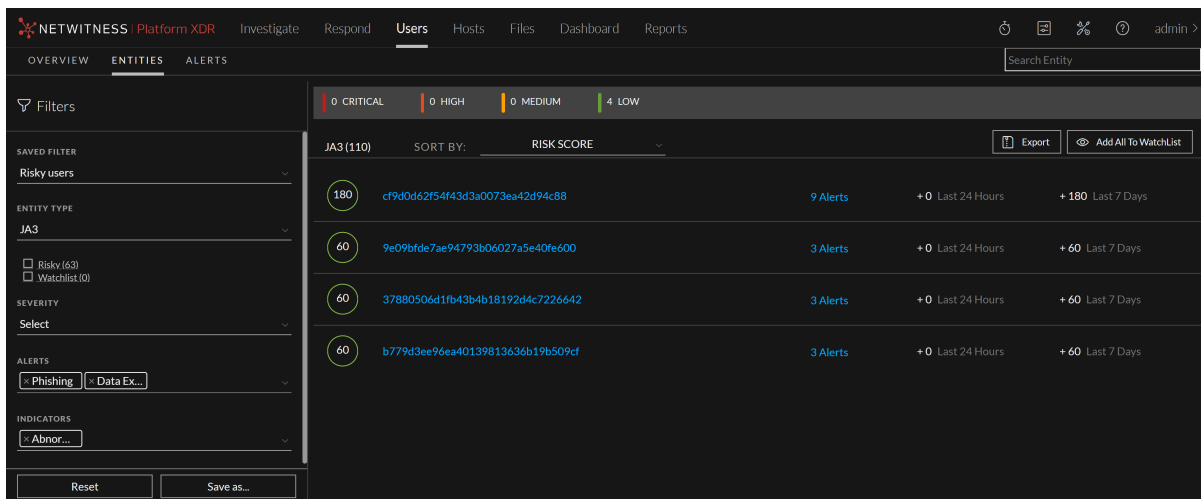 NETWITNESS | Platform XDR Investigate Respond Users Hosts Files Dashboard Reports admin >
OVERVIEW ENTITIES ALERTS Search Entity
Filters
0 CRITICAL 0 HIGH 0 MEDIUM 4 LOW
SAVED FILTER
Risky users
ENTITY TYPE
JA3
Risky (63)
Watchlist (0)
SEVERITY
Select
ALERTS
× Phishing × Data Ex...
INDICATORS
× Abnor...
Reset Save as...
JA3 (110) SORT BY: RISK SCORE Export Add All To WatchList
180 cf9d0d62f54f43d3a0073ea42d94c88 9 Alerts + 0 Last 24 Hours + 180 Last 7 Days
60 9e09bfde7ae94793b06027a5e40fe600 3 Alerts + 0 Last 24 Hours + 60 Last 7 Days
60 37880506d1fb43b4b18192d4c7226642 3 Alerts + 0 Last 24 Hours + 60 Last 7 Days
60 b779d3ee96ea40139813636b19b509cf 3 Alerts + 0 Last 24 Hours + 60 Last 7 Days